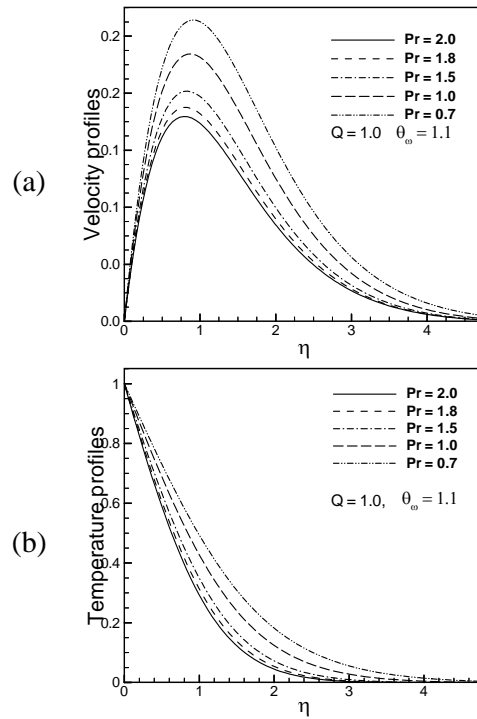 (a)
Velocity profiles
0.2
0.2
0.1
0.1
0.0
0.0
0 1 2 3 4
η
Pr = 2.0
Pr = 1.8
Pr = 1.5
Pr = 1.0
Pr = 0.7
Q = 1.0 θω = 1.1
(b)
Temperature profiles
1
0.8
0.6
0.4
0.2
0
0 1 2 3 4
η
Pr = 2.0
Pr = 1.8
Pr = 1.5
Pr = 1.0
Pr = 0.7
Q = 1.0, θω = 1.1